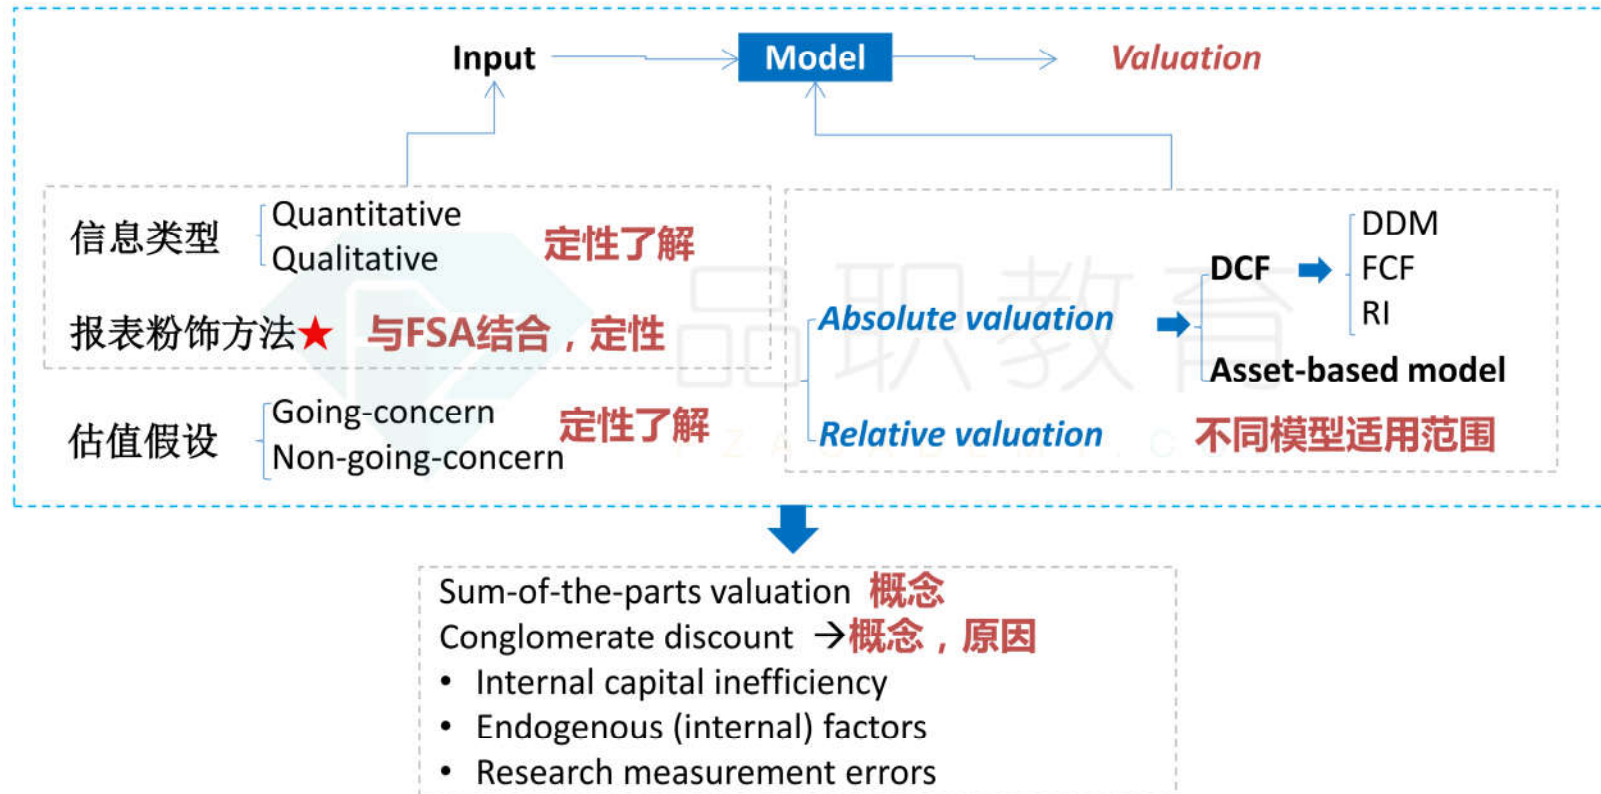 Input Model Valuation
信息类型 Quantitative
Qualitative 定性了解
报表粉饰方法★ 与FSA结合，定性
估值假设 Going-concern
Non-going-concern 定性了解
Absolute valuation
DCF
DDM
FCF
RI
Asset-based model
Relative valuation
不同模型适用范围
品职教育
Sum-of-the-parts valuation 概念
Conglomerate discount →概念，原因
• Internal capital inefficiency
• Endogenous (internal) factors
• Research measurement errors